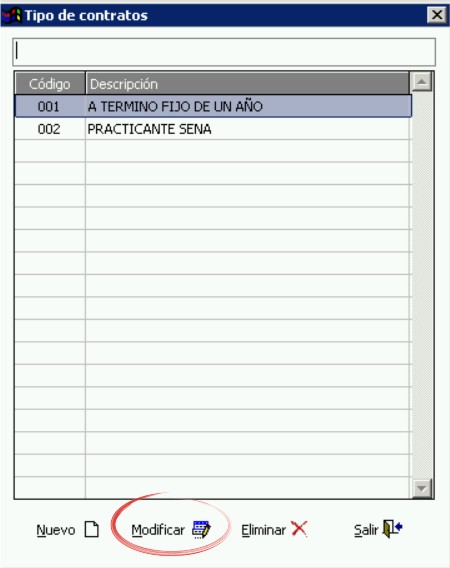 Tipo de contratos
Código Descripción
001 A TERMINO FIJO DE UN AÑO
002 PRACTICANTE SENA
Nuevo Modificar Eliminar Salir